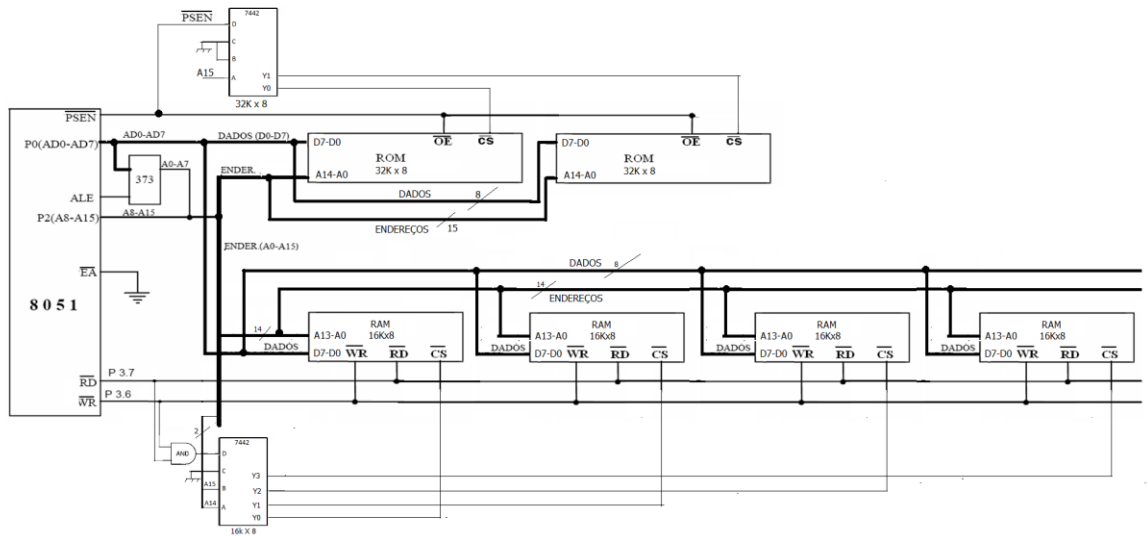 PSEN
7442
D
C
B
A15
A
Y1
Y0
32K x 8
PSEN
P0(AD0-AD7)
AD0-AD7
DADOS (D0-D7)
373
A0-A7
ALE
P2(A8-A15)
A8-A15
EA
8051
ENDER.
D7-D0
OE
CS
ROM
32K x 8
A14-A0
D7-D0
OE
CS
ROM
32K x 8
A14-A0
DADOS
8
ENDEREÇOS
15
ENDER.(A0-A15)
DADOS
8
14
ENDEREÇOS
14
DADOS
RAM
16Kx8
A13-A0
D7-D0
WR
RD
CS
DADOS
RAM
16Kx8
A13-A0
D7-D0
WR
RD
CS
DADOS
RAM
16Kx8
A13-A0
D7-D0
WR
RD
CS
DADOS
RAM
16Kx8
A13-A0
D7-D0
WR
RD
CS
RD
P 3.7
WR
P 3.6
2
AND
7442
D
C
A15
B
A14
A
Y3
Y2
Y1
Y0
16k X 8